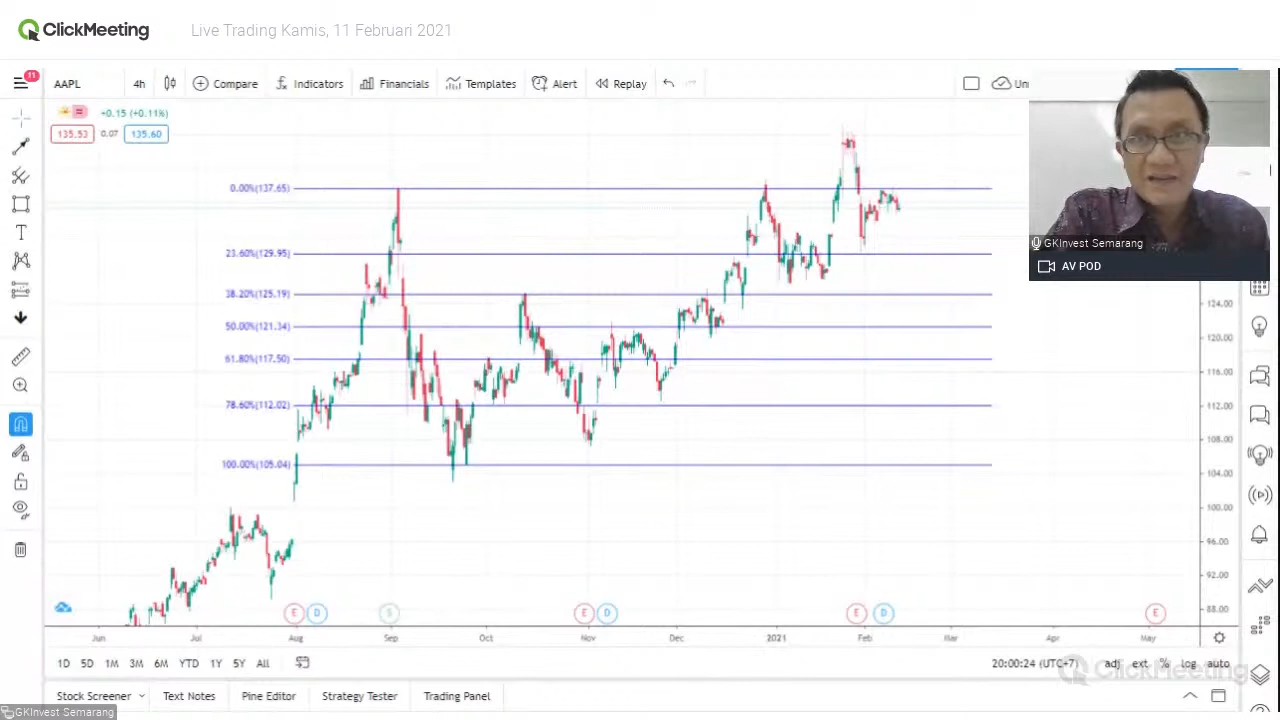 ClickMeeting Live Trading Kamis, 11 Februari 2021
11 AAPL 4h Compare Indicators Financials Templates Alert Replay Un
+0.15 (+0.11%)
135.53 0.07 135.60
0.00%(137.65)
23.60%(129.95)
38.20%(125.19)
50.00%(121.34)
61.80%(117.50)
78.60%(112.02)
100.00%(105.04)
GKInvest Semarang
AV POD
124.00
120.00
116.00
112.00
108.00
104.00
100.00
96.00
92.00
88.00
E D S E D E D E
Jun Jul Aug Sep Oct Nov Dec 2021 Feb Mar Apr May
1D 5D 1M 3M 6M YTD 1Y 5Y All 20:00:24 (UTC+7) adj ext % log auto
ClickMeeting
Stock Screener Text Notes Pine Editor Strategy Tester Trading Panel
GKInvest Semarang